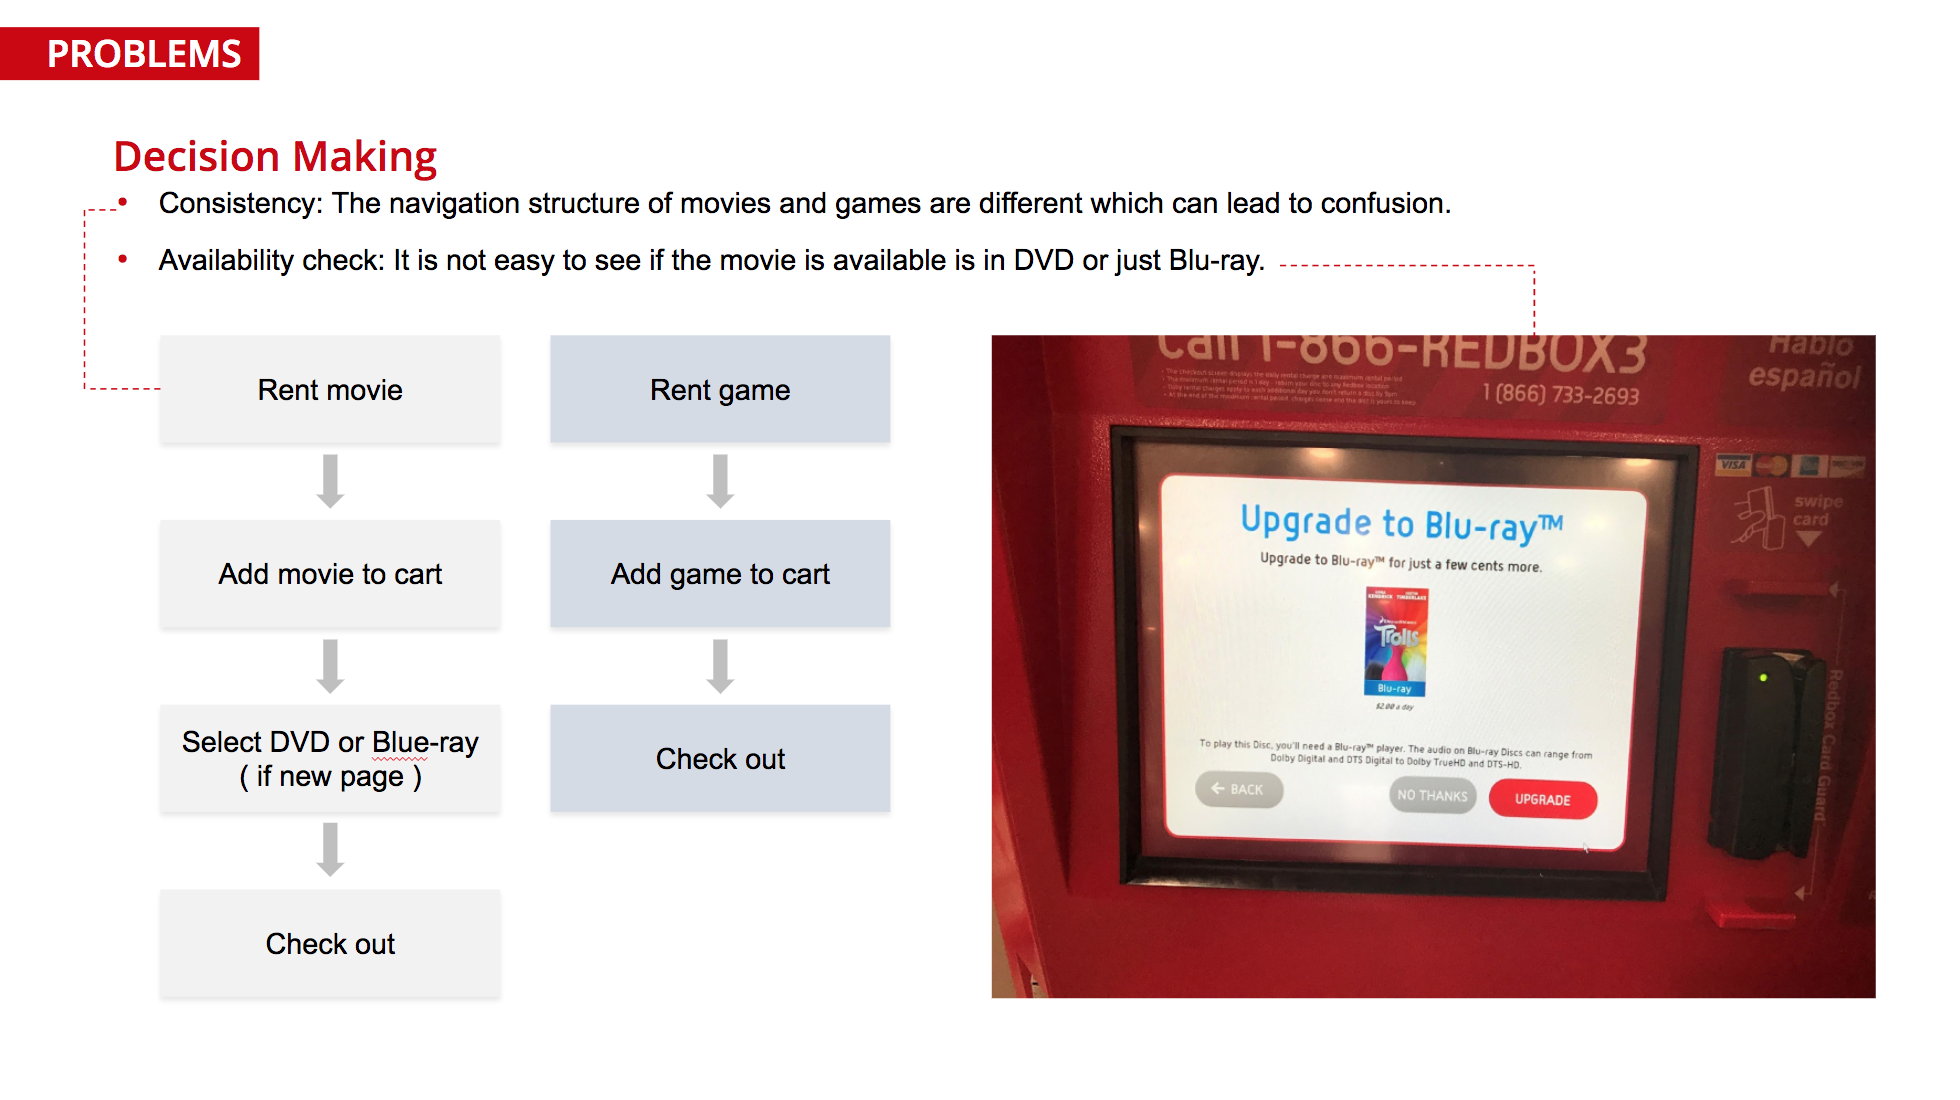 PROBLEMS
Decision Making
• Consistency: The navigation structure of movies and games are different which can lead to confusion.
• Availability check: It is not easy to see if the movie is available is in DVD or just Blu-ray.
Rent movie
Add movie to cart
Select DVD or Blue-ray
( if new page )
Check out
Rent game
Add game to cart
Check out
Call 1-866-REDBOX3
1 (866) 733-2693
Hablo
español
VISA
swipe
card
Redbox Card Guard
Upgrade to Blu-ray™
Upgrade to Blu-ray™ for just a few cents more.
KENDRICK TIMBERLAKE
Trolls
Blu-ray
$2.00 a day
To play this Disc, you'll need a Blu-ray™ player. The audio on Blu-ray Discs can range from
Dolby Digital and DTS Digital to Dolby TrueHD and DTS-HD.
← BACK
NO THANKS
UPGRADE